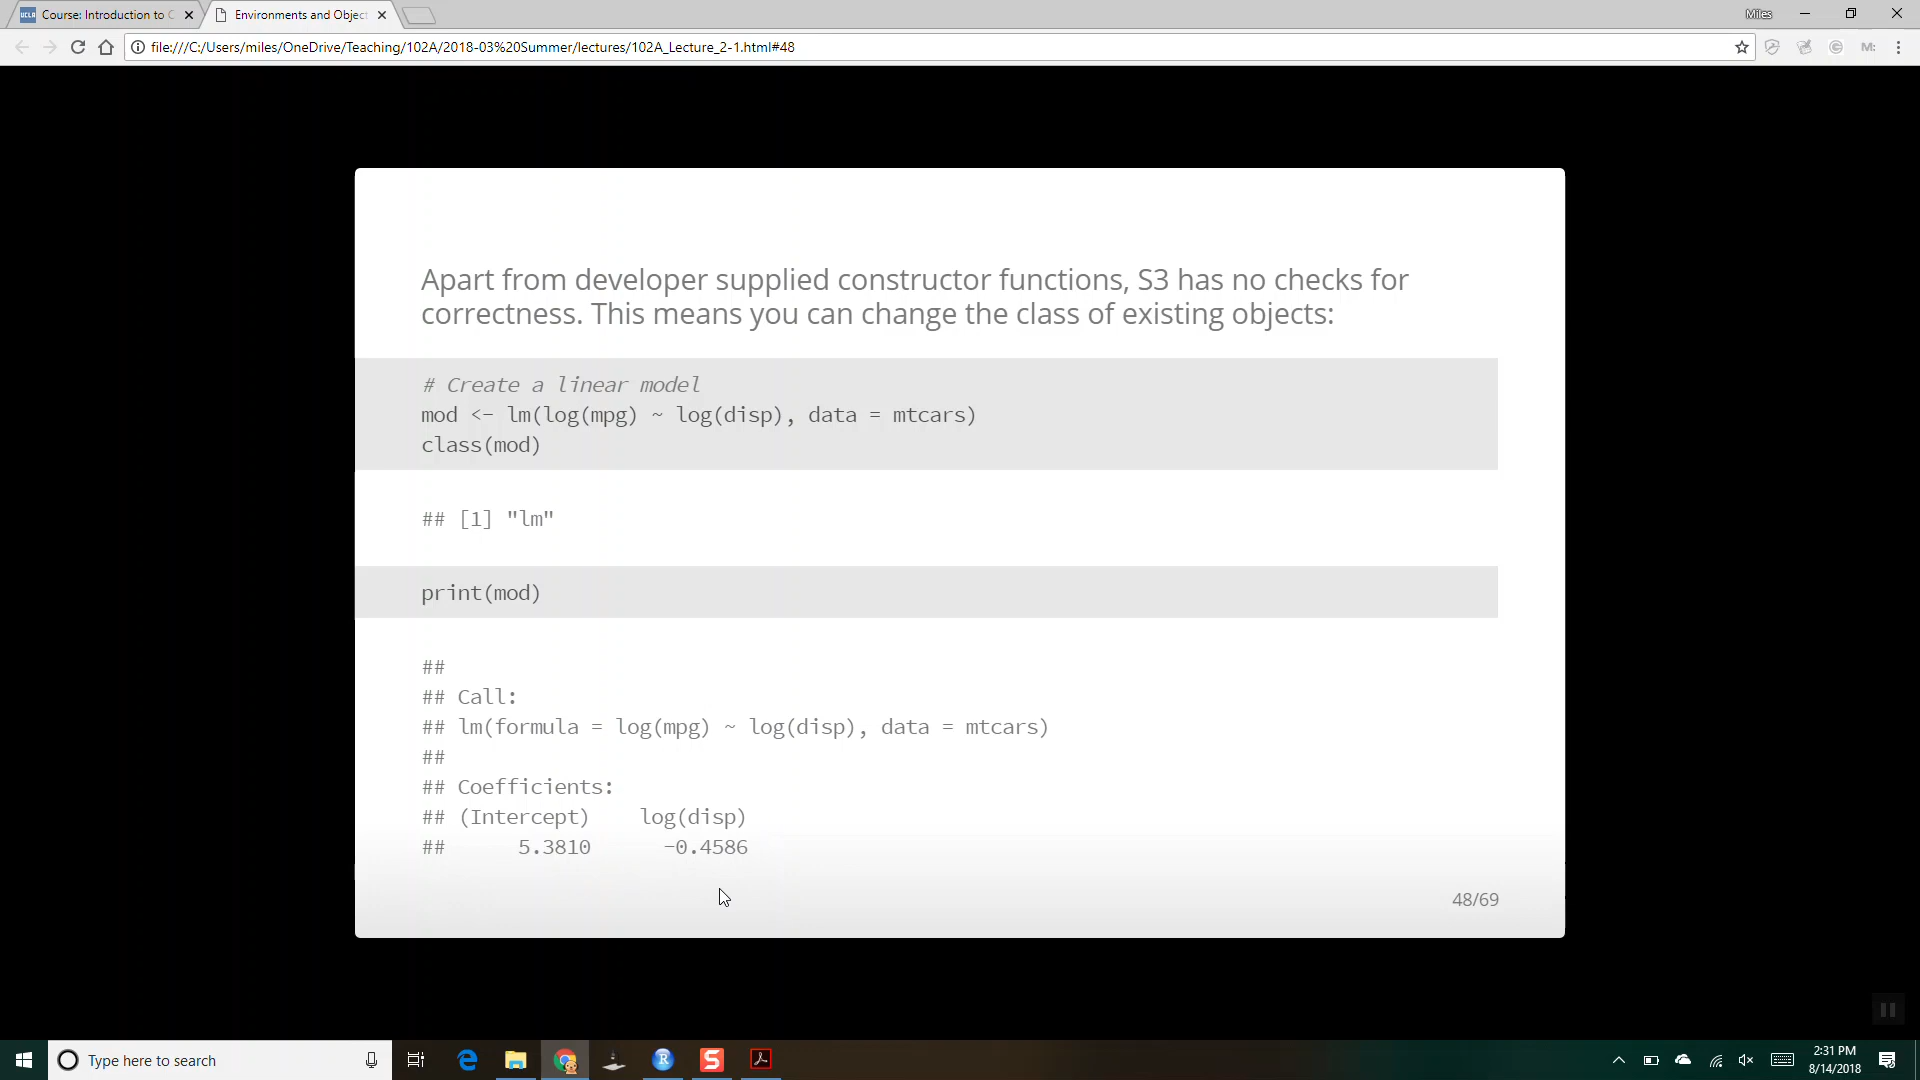 UCLA Course: Introduction to C
Environments and Objec
Miles
file:///C:/Users/miles/OneDrive/Teaching/102A/2018-03%20Summer/lectures/102A_Lecture_2-1.html#48
M:
Apart from developer supplied constructor functions, S3 has no checks for
correctness. This means you can change the class of existing objects:
# Create a linear model
mod <- lm(log(mpg) ~ log(disp), data = mtcars)
class(mod)
## [1] "lm"
print(mod)
##
## Call:
## lm(formula = log(mpg) ~ log(disp), data = mtcars)
##
## Coefficients:
## (Intercept)    log(disp)
##      5.3810      -0.4586
48/69
Type here to search
2:31 PM
8/14/2018